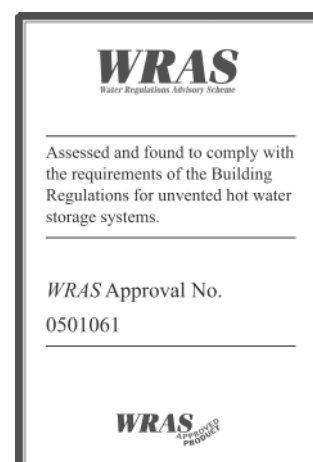 WRAS
Water Regulations Advisory Scheme
Assessed and found to comply with
the requirements of the Building
Regulations for unvented hot water
storage systems.
WRAS Approval No.
0501061
WRAS APPROVED
PRODUCT